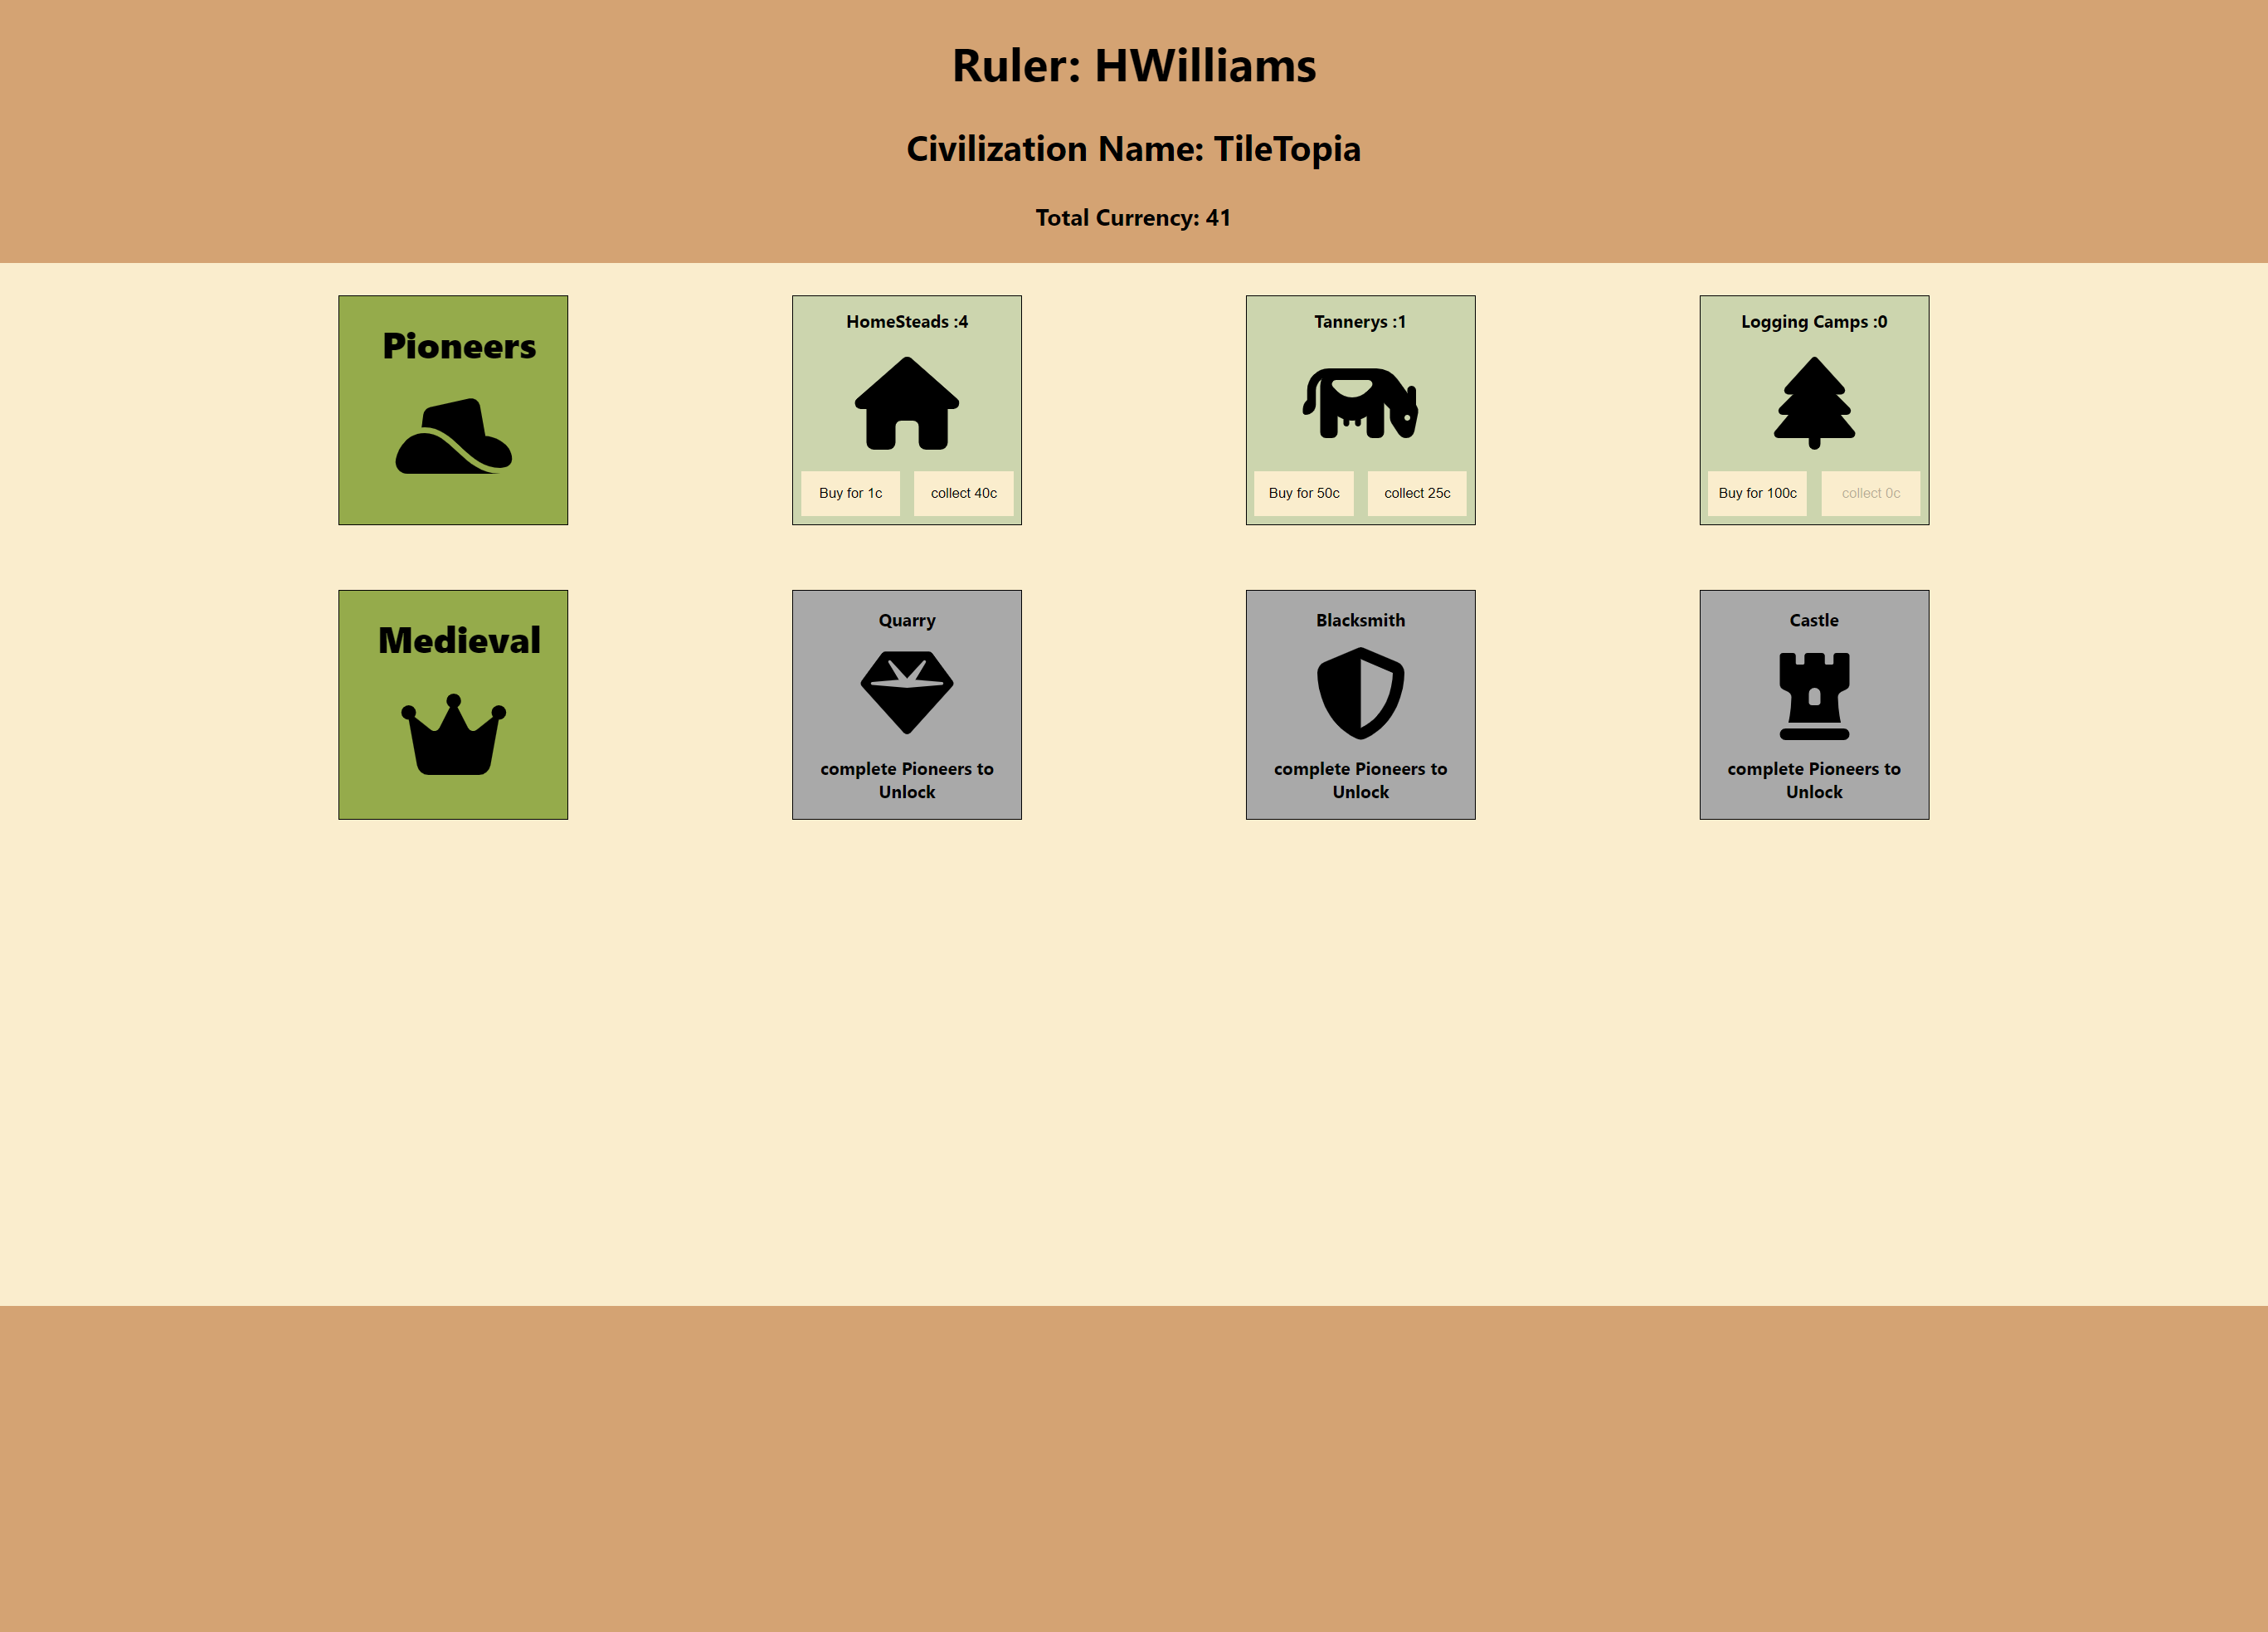 Ruler: HWilliams
Civilization Name: TileTopia
Total Currency: 41
Pioneers
HomeSteads :4
Buy for 1c
collect 40c
Tannerys :1
Buy for 50c
collect 25c
Logging Camps :0
Buy for 100c
collect 0c
Medieval
Quarry
complete Pioneers to
Unlock
Blacksmith
complete Pioneers to
Unlock
Castle
complete Pioneers to
Unlock